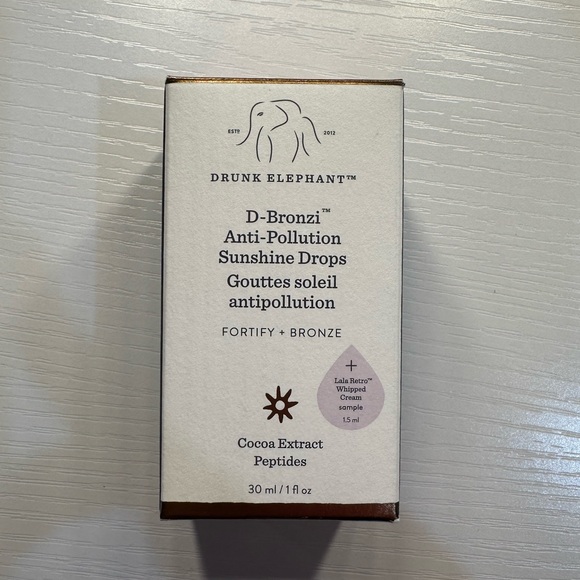 ESTD 2012
DRUNK ELEPHANT™
D-Bronzi™
Anti-Pollution
Sunshine Drops
Gouttes soleil
antipollution
FORTIFY + BRONZE
+
Lala Retro™
Whipped
Cream
sample
1.5 ml
Cocoa Extract
Peptides
30 ml / 1 fl oz